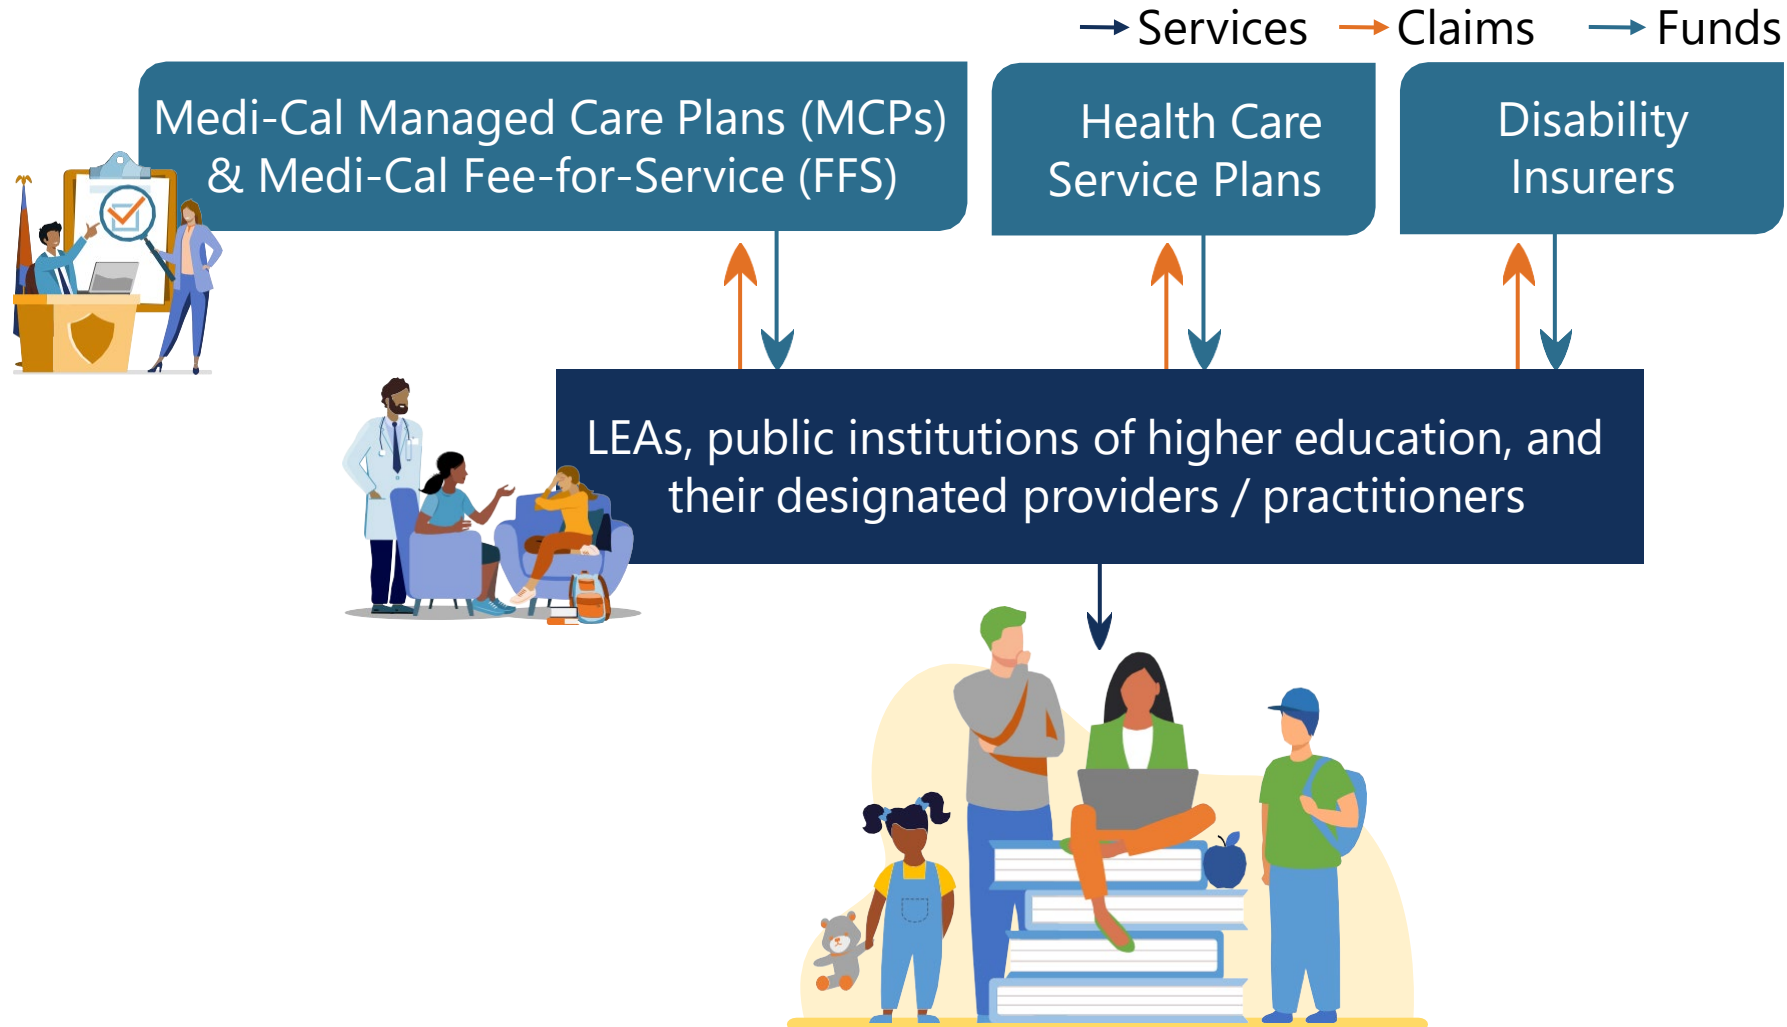 Services Claims Funds
Medi-Cal Managed Care Plans (MCPs)
& Medi-Cal Fee-for-Service (FFS)
Health Care
Service Plans
Disability
Insurers
LEAs, public institutions of higher education, and
their designated providers / practitioners